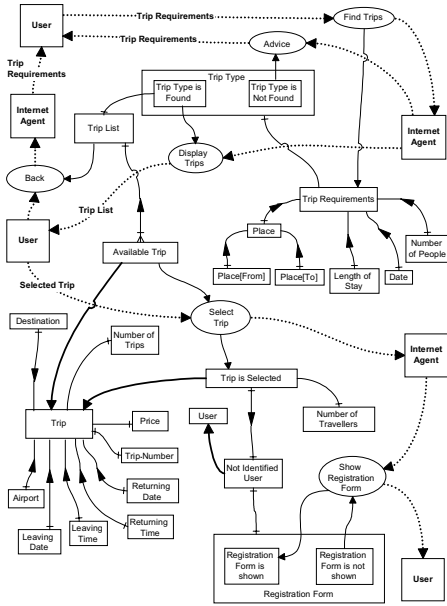 User
Trip Requirements
Find Trips
Trip Requirements
Advice
Trip
Requirements
Trip Type
Trip Type is
Found
Trip Type is
Not Found
Internet
Agent
Trip List
Internet
Agent
Display
Trips
Back
Trip Requirements
User
Trip List
Place
Number
of People
Available Trip
Place[From]
Place[To]
Length of
Stay
Date
Selected Trip
Select
Trip
Destination
Number of
Trips
Internet
Agent
Trip is Selected
User
Number of
Travellers
Trip
Price
Trip-Number
Not Identified
User
Show
Registration
Form
Returning
Date
Airport
Leaving
Date
Leaving
Time
Returning
Time
Registration
Form is
shown
Registration
Form is not
shown
User
Registration Form